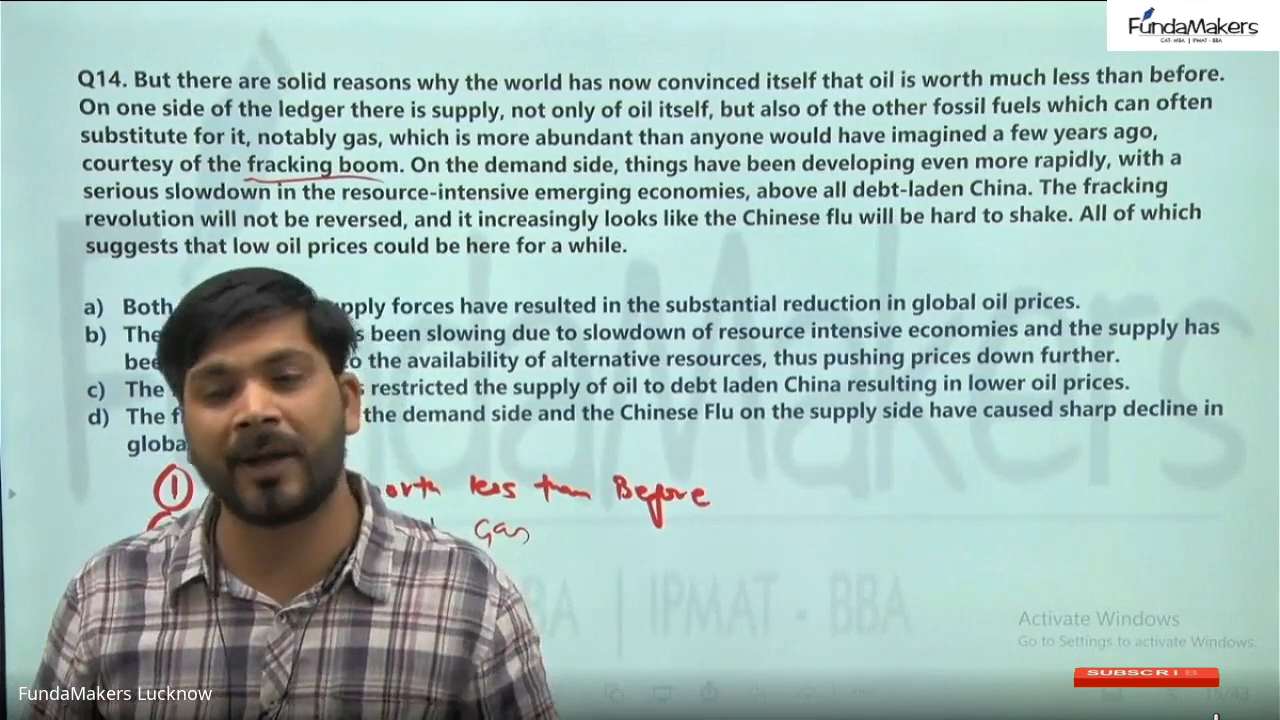 FundaMakers
CAT- MBA | IPMAT - BBA
Q14. But there are solid reasons why the world has now convinced itself that oil is worth much less than before.
On one side of the ledger there is supply, not only of oil itself, but also of the other fossil fuels which can often
substitute for it, notably gas, which is more abundant than anyone would have imagined a few years ago,
courtesy of the fracking boom. On the demand side, things have been developing even more rapidly, with a
serious slowdown in the resource-intensive emerging economies, above all debt-laden China. The fracking
revolution will not be reversed, and it increasingly looks like the Chinese flu will be hard to shake. All of which
suggests that low oil prices could be here for a while.
a) Both pply forces have resulted in the substantial reduction in global oil prices.
b) The s been slowing due to slowdown of resource intensive economies and the supply has
bee o the availability of alternative resources, thus pushing prices down further.
c) The s restricted the supply of oil to debt laden China resulting in lower oil prices.
d) The f the demand side and the Chinese Flu on the supply side have caused sharp decline in
globa
① orth less than Before
Gas
BA | IPMAT - BBA
Activate Windows
Go to Settings to activate Windows.
SUBSCRIB
FundaMakers Lucknow